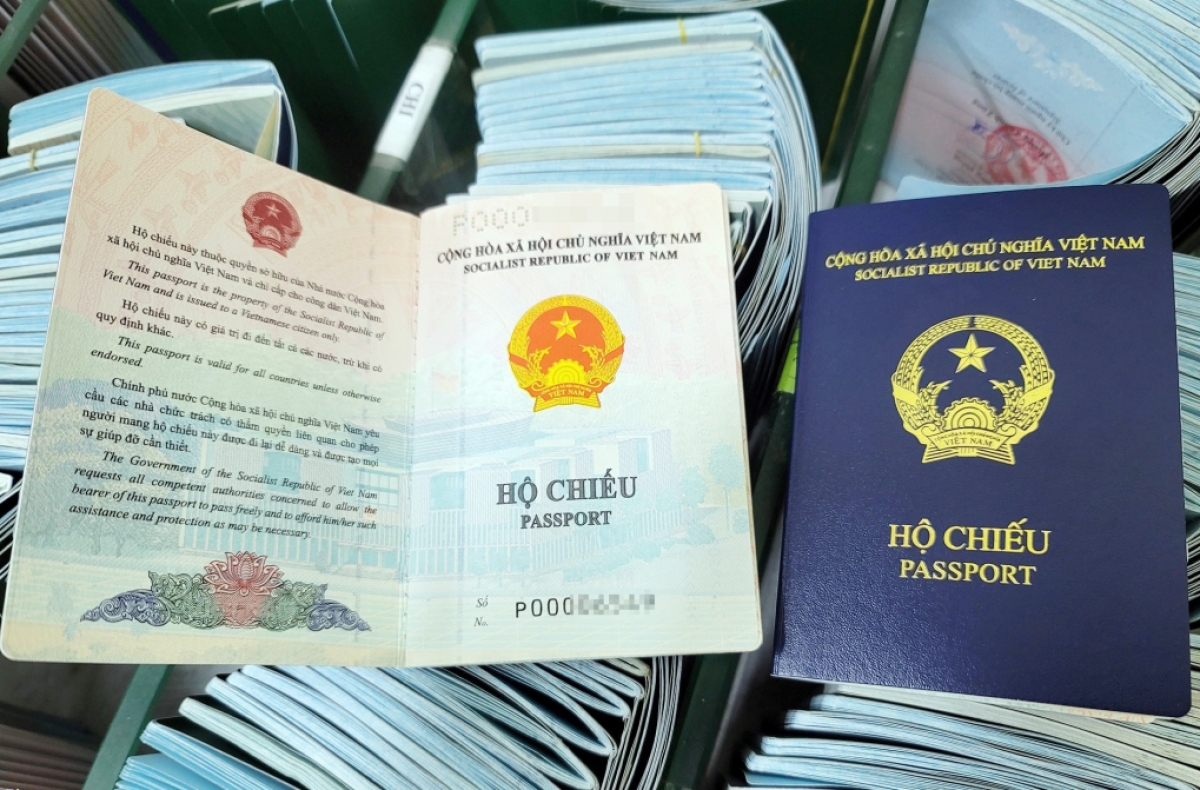 Hộ chiếu này thuộc quyền sở hữu của Nhà nước Cộng hòa
xã hội chủ nghĩa Việt Nam và chỉ cấp cho công dân Việt Nam.
This passport is the property of the Socialist Republic of
Viet Nam and is issued to a Vietnamese citizen only.
Hộ chiếu này có giá trị đi đến tất cả các nước, trừ khi có
quy định khác.
This passport is valid for all countries unless otherwise
endorsed.
Chính phủ nước Cộng hòa xã hội chủ nghĩa Việt Nam yêu
cầu các nhà chức trách có thẩm quyền liên quan cho phép
người mang hộ chiếu này được đi lại dễ dàng và được tạo mọi
sự giúp đỡ cần thiết.
The Government of the Socialist Republic of Viet Nam
requests all competent authorities concerned to allow the
bearer of this passport to pass freely and to afford him/her such
assistance and protection as may be necessary.
P000
CỘNG HÒA XÃ HỘI CHỦ NGHĨA VIỆT NAM
SOCIALIST REPUBLIC OF VIET NAM
VIỆT NAM
HỘ CHIẾU
PASSPORT
Số
No.
P000
CỘNG HÒA XÃ HỘI CHỦ NGHĨA VIỆT NAM
SOCIALIST REPUBLIC OF VIET NAM
VIỆT NAM
HỘ CHIẾU
PASSPORT
CHI